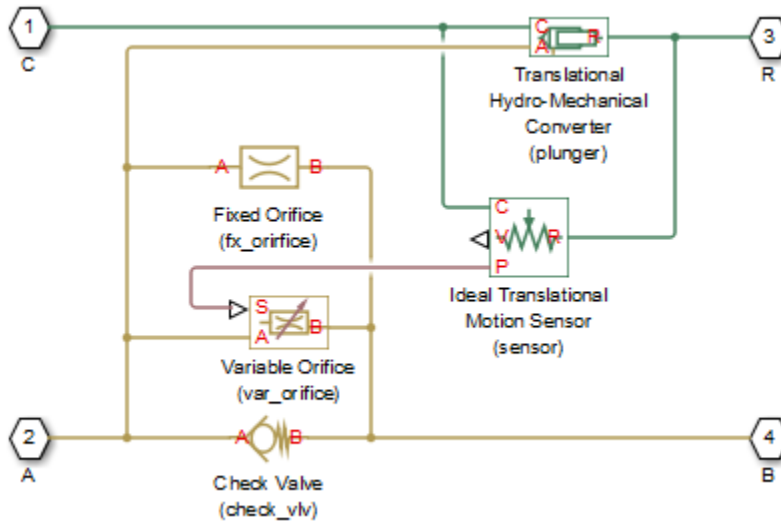 1
C
C
A
R
3
R
Translational
Hydro-Mechanical
Converter
(plunger)
A
B
Fixed Orifice
(fx_orirfice)
C
V
R
P
Ideal Translational
Motion Sensor
(sensor)
S
B
A
Variable Orifice
(var_orifice)
2
A
A
B
4
B
Check Valve
(check_vlv)